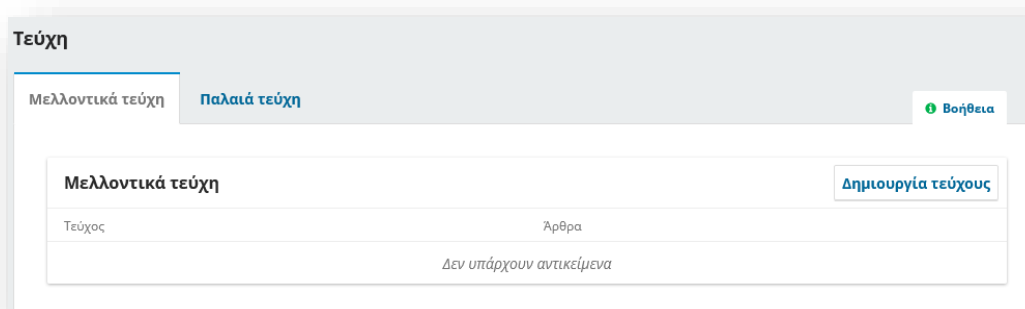 Τεύχη
Μελλοντικά τεύχη Παλαιά τεύχη
Βοήθεια
Μελλοντικά τεύχη Δημιουργία τεύχους
Τεύχος Άρθρα
Δεν υπάρχουν αντικείμενα